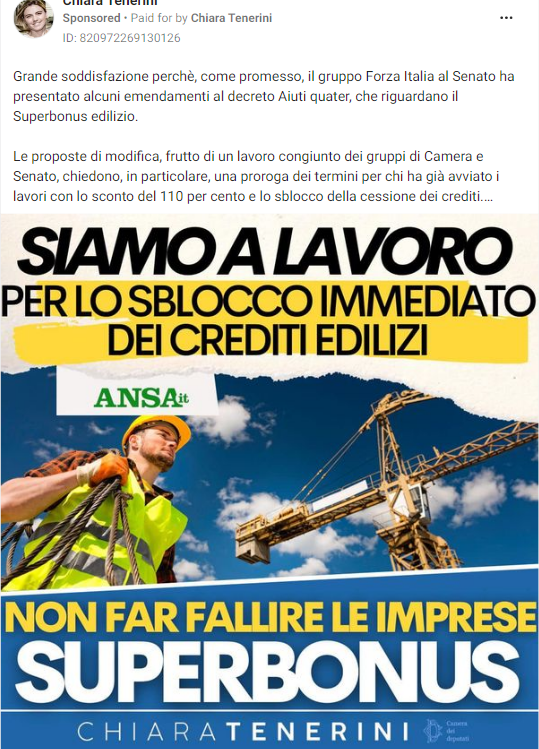 Chiara Tenerini
Sponsored • Paid for by Chiara Tenerini
ID: 820972269130126
Grande soddisfazione perchè, come promesso, il gruppo Forza Italia al Senato ha
presentato alcuni emendamenti al decreto Aiuti quater, che riguardano il
Superbonus edilizio.
Le proposte di modifica, frutto di un lavoro congiunto dei gruppi di Camera e
Senato, chiedono, in particolare, una proroga dei termini per chi ha già avviato i
lavori con lo sconto del 110 per cento e lo sblocco della cessione dei crediti....
SIAMO A LAVORO
PER LO SBLOCCO IMMEDIATO
DEI CREDITI EDILIZI
ANSAit
NON FAR FALLIRE LE IMPRESE
SUPERBONUS
CHIARATENERINI
Camera
dei
deputati